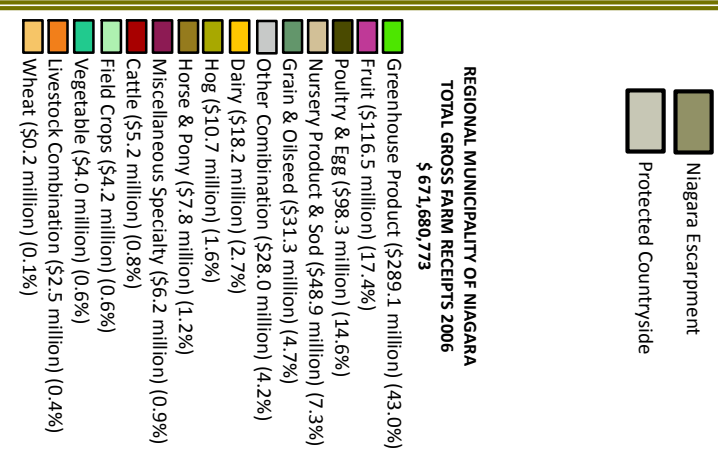 Niagara Escarpment
Protected Countryside
REGIONAL MUNICIPALITY OF NIAGARA
TOTAL GROSS FARM RECEIPTS 2006
$ 671,680,773
Greenhouse Product ($289.1 million) (43.0%)
Fruit ($116.5 million) (17.4%)
Poultry & Egg ($98.3 million) (14.6%)
Nursery Product & Sod ($48.9 million) (7.3%)
Grain & Oilseed ($31.3 million) (4.7%)
Other Comibination ($28.0 million) (4.2%)
Dairy ($18.2 million) (2.7%)
Hog ($10.7 million) (1.6%)
Horse & Pony ($7.8 million) (1.2%)
Miscellaneous Specialty ($6.2 million) (0.9%)
Cattle ($5.2 million) (0.8%)
Field Crops ($4.2 million) (0.6%)
Vegetable ($4.0 million) (0.6%)
Livestock Combination ($2.5 million) (0.4%)
Wheat ($0.2 million) (0.1%)